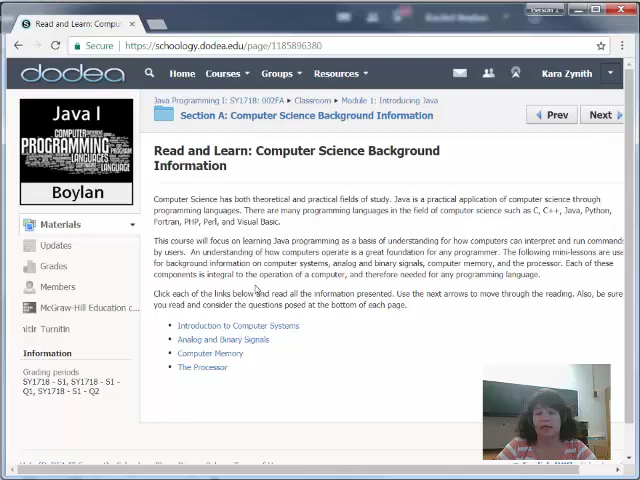 Person 1
Read and Learn: Compu
Secure
https://schoology.dodea.edu/page/1185896380
dodea
Home
Courses
Groups
Resources
Kara Zynith
Java I
COMPUTER
PROGRAMMING
LANGUAGES
Boylan
Materials
Updates
Grades
Members
McGraw-Hill Education c...
Turnitin
Information
Grading periods
SY1718 - S1, SY1718 - S1 -
Q1, SY1718 - S1 - Q2
Java Programming I: SY1718: 002FA
Classroom
Module 1: Introducing Java
Section A: Computer Science Background Information
Prev
Next
Read and Learn: Computer Science Background
Information
Computer Science has both theoretical and practical fields of study. Java is a practical application of computer science through
programming languages. There are many programming languages in the field of computer science such as C, C++, Java, Python,
Fortran, PHP, Perl, and Visual Basic.
This course will focus on learning Java programming as a basis of understanding for how computers can interpret and run command
by users. An understanding of how computers operate is a great foundation for any programmer. The following mini-lessons are use
for background information on computer systems, analog and binary signals, computer memory, and the processor. Each of these
components is integral to the operation of a computer, and therefore needed for any programming language.
Click each of the links below and read all the information presented. Use the next arrows to move through the reading. Also, be sure
you read and consider the questions posed at the bottom of each page.
Introduction to Computer Systems
Analog and Binary Signals
Computer Memory
The Processor